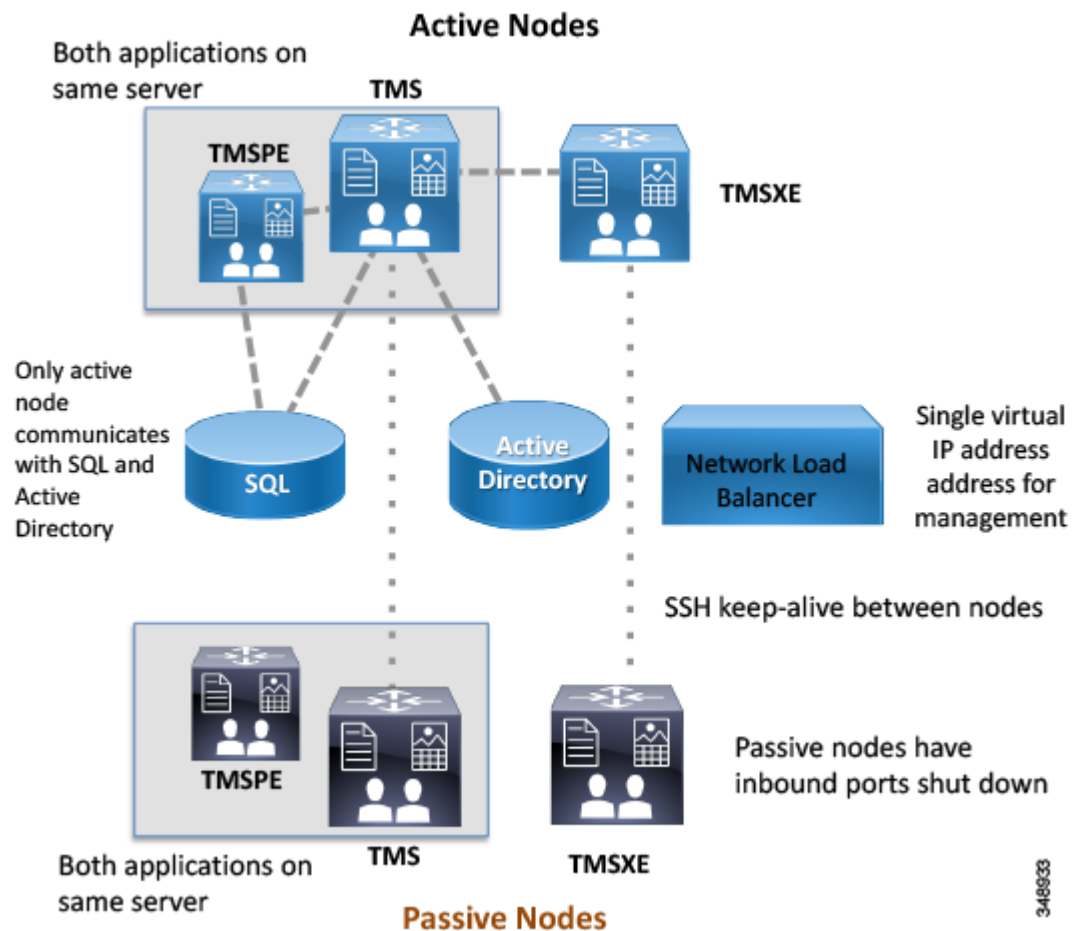 Active Nodes
Both applications on
same server
TMS
TMSPE
TMSXE
Only active
node
communicates
with SQL and
Active
Directory
SQL
Active
Directory
Network Load
Balancer
Single virtual
IP address
address for
management
SSH keep-alive between nodes
TMSPE
TMS
TMSXE
Passive nodes have
inbound ports shut down
Both applications on
same server
Passive Nodes
348933